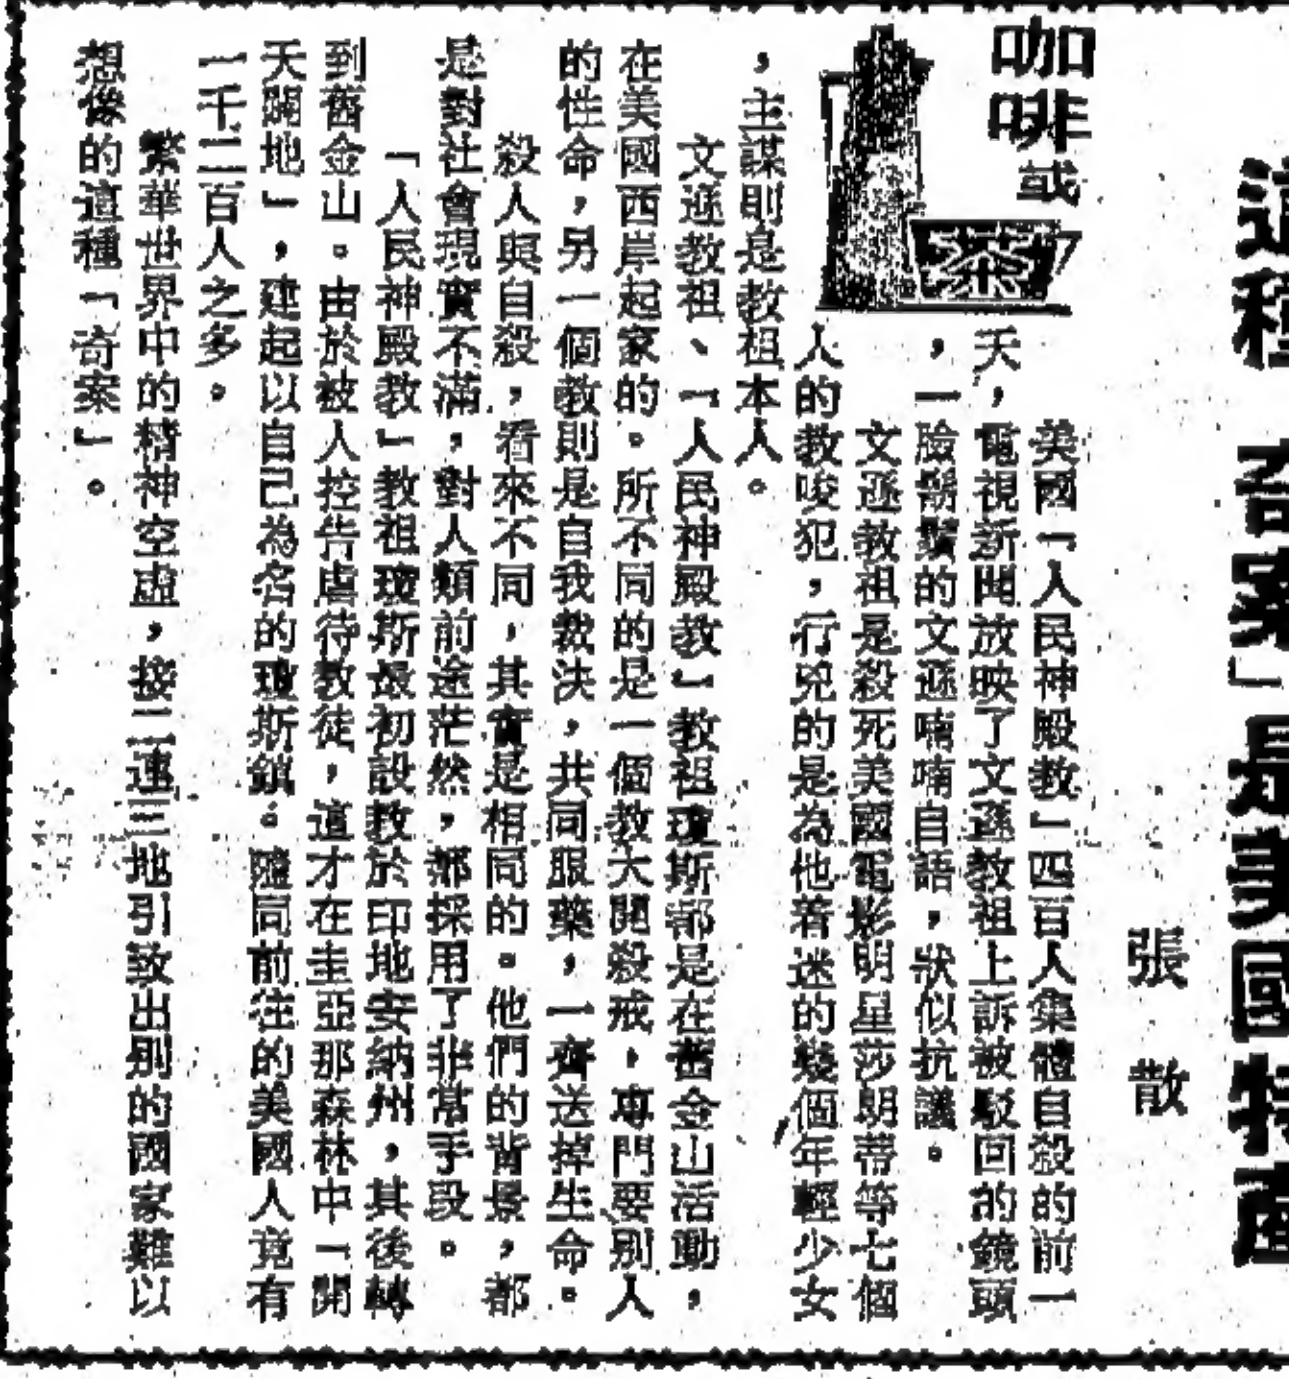 這種「奇案」是美國特產
張散
咖啡或
茶
美國「人民神殿教」四百人集體自殺的前一
天，電視新聞放映了文遜教祖上訴被駁回的鏡頭
，一臉鬍鬚的文遜喃喃自語，狀似抗議。
文遜教祖是殺死美國電影明星莎朗蒂等七個
人的教唆犯，行兇的是為他着迷的幾個年輕少女
，主謀則是教祖本人。
文遜教祖、「人民神殿教」教祖瓊斯都是在舊金山活動，
在美國西岸起家的。所不同的是一個教大開殺戒，專門要別人
的性命，另一個教則是自我裁決，共同服藥，一齊送掉生命。
殺人與自殺，看來不同，其實是相同的。他們的背景，都
是對社會現實不滿，對人類前途茫然，都採用了非常手段。
「人民神殿教」教祖瓊斯最初設教於印地安納州，其後轉
到舊金山。由於被人控告虐待教徒，這才在圭亞那森林中「開
天闢地」，建起以自己為名的瓊斯鎮。隨同前往的美國人竟有
一千二百人之多。
繁華世界中的精神空虛，接二連三地引致出別的國家難以
想像的這種「奇案」。